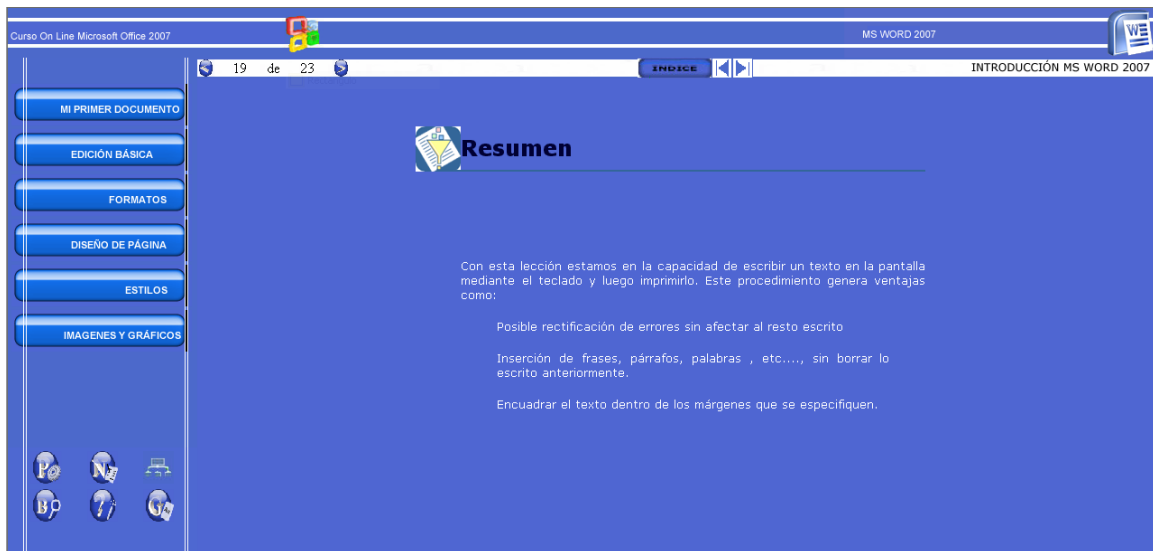 Curso On Line Microsoft Office 2007
MS WORD 2007
W
19 de 23
INDICE
INTRODUCCIÓN MS WORD 2007
MI PRIMER DOCUMENTO
EDICIÓN BÁSICA
FORMATOS
DISEÑO DE PÁGINA
ESTILOS
IMAGENES Y GRÁFICOS
Resumen
Con esta lección estamos en la capacidad de escribir un texto en la pantalla
mediante el teclado y luego imprimirlo. Este procedimiento genera ventajas
como:
Posible rectificación de errores sin afectar al resto escrito
Inserción de frases, párrafos, palabras , etc...., sin borrar lo
escrito anteriormente.
Encuadrar el texto dentro de los márgenes que se especifiquen.
P N
B G